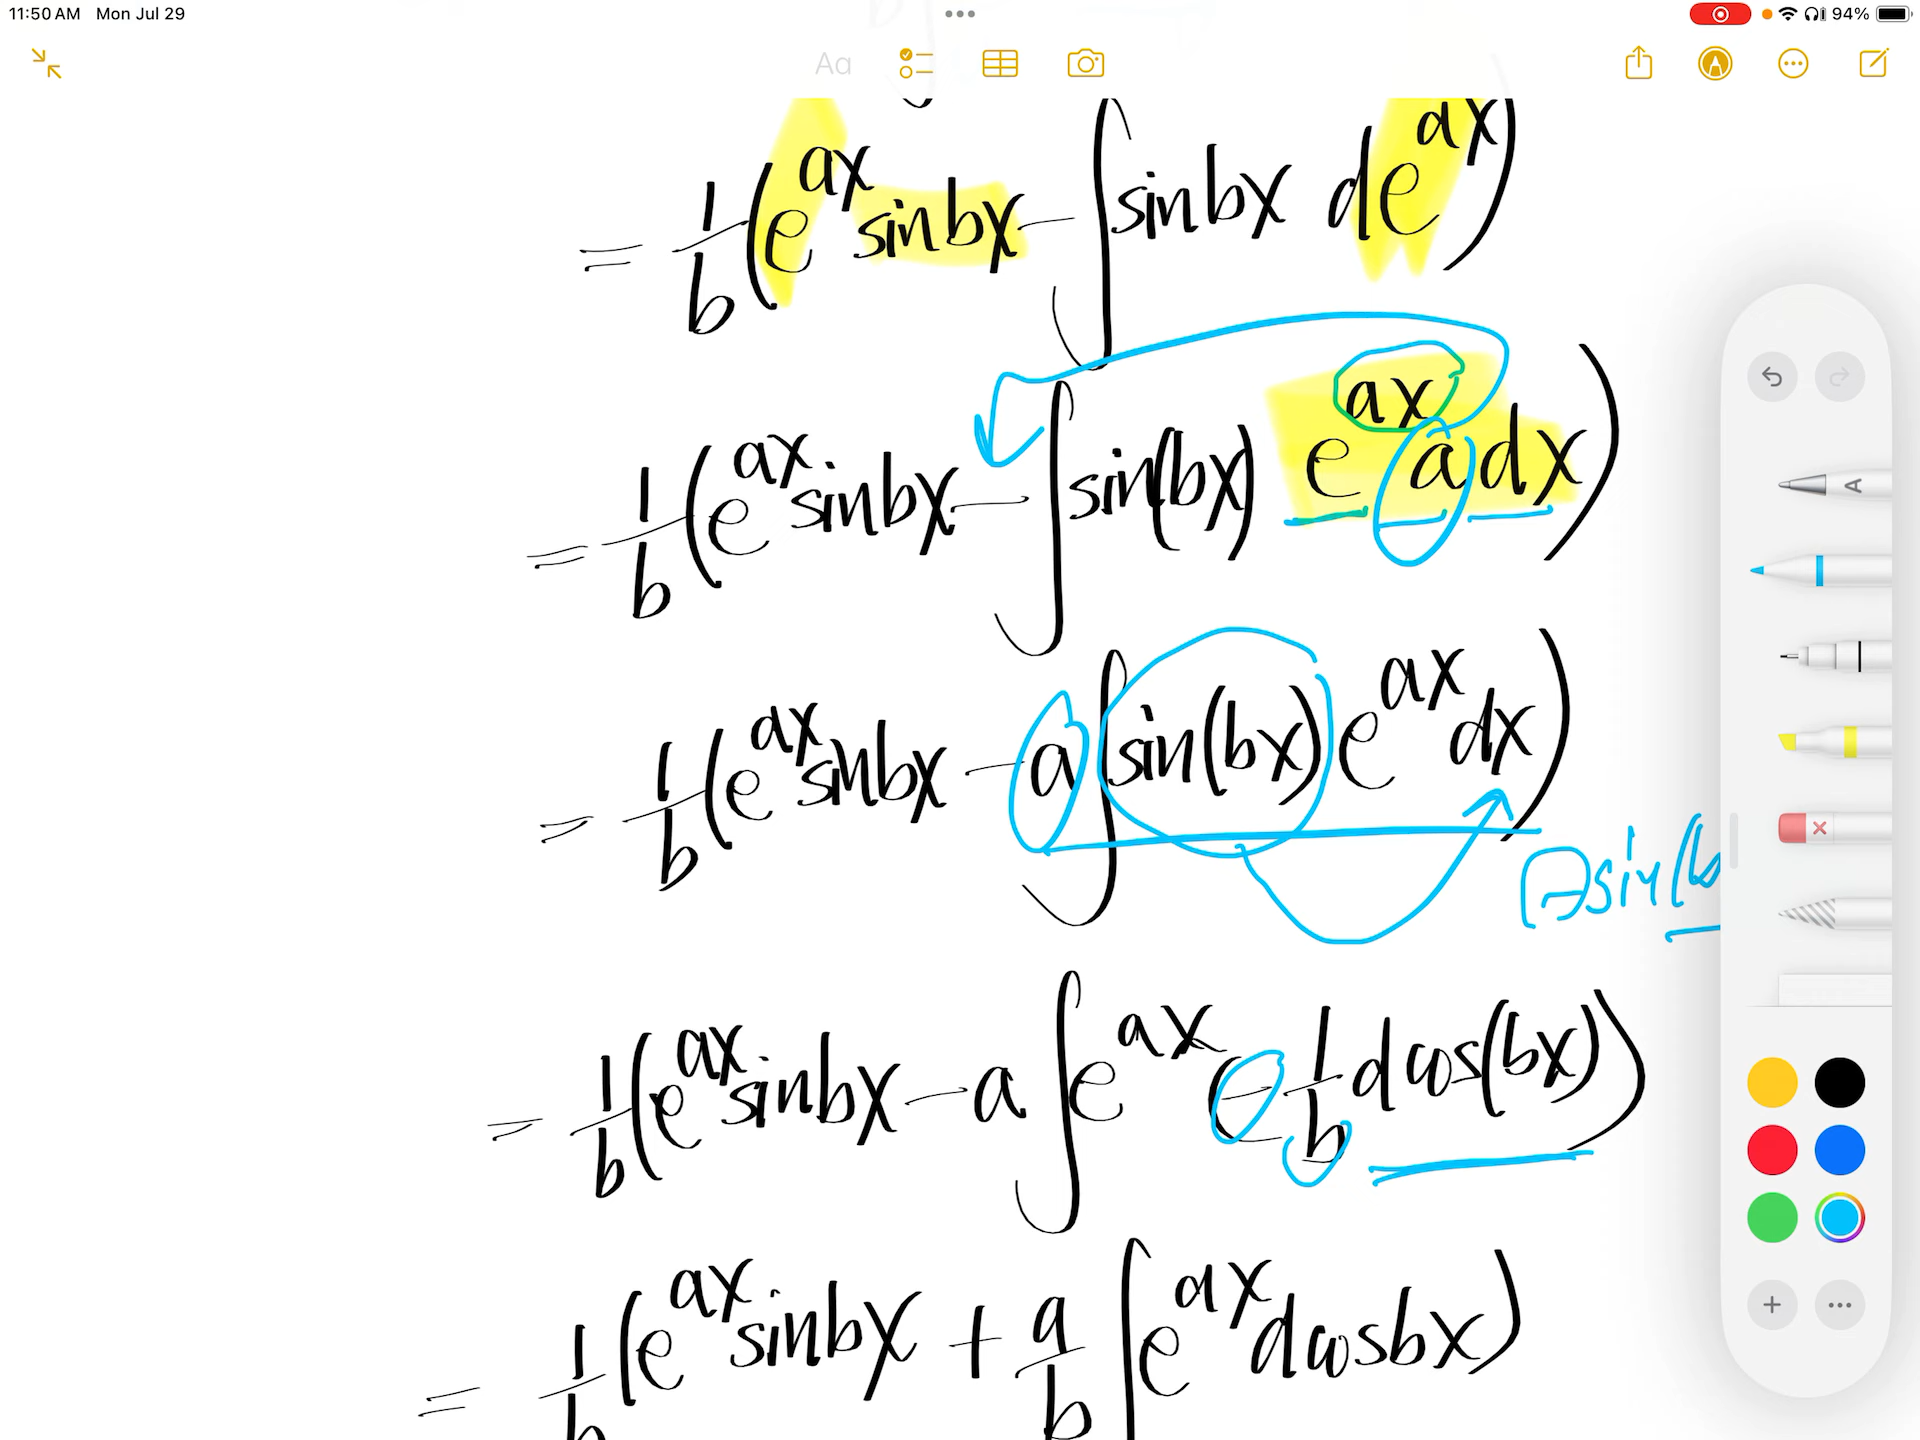 11:50 AM Mon Jul 29
94%
Aa
= 1/b (e^ax sinbx - ∫ sinbx de^ax)
= 1/b (e^ax sinbx - ∫ sin(bx) e^ax a dx)
= 1/b (e^ax sinbx - a ∫ sin(bx) e^ax dx)
= 1/b (e^ax sinbx - a ∫ e^ax (- 1/b d cos(bx))
= 1/b (e^ax sinbx + a/b ∫ e^ax dcosbx)